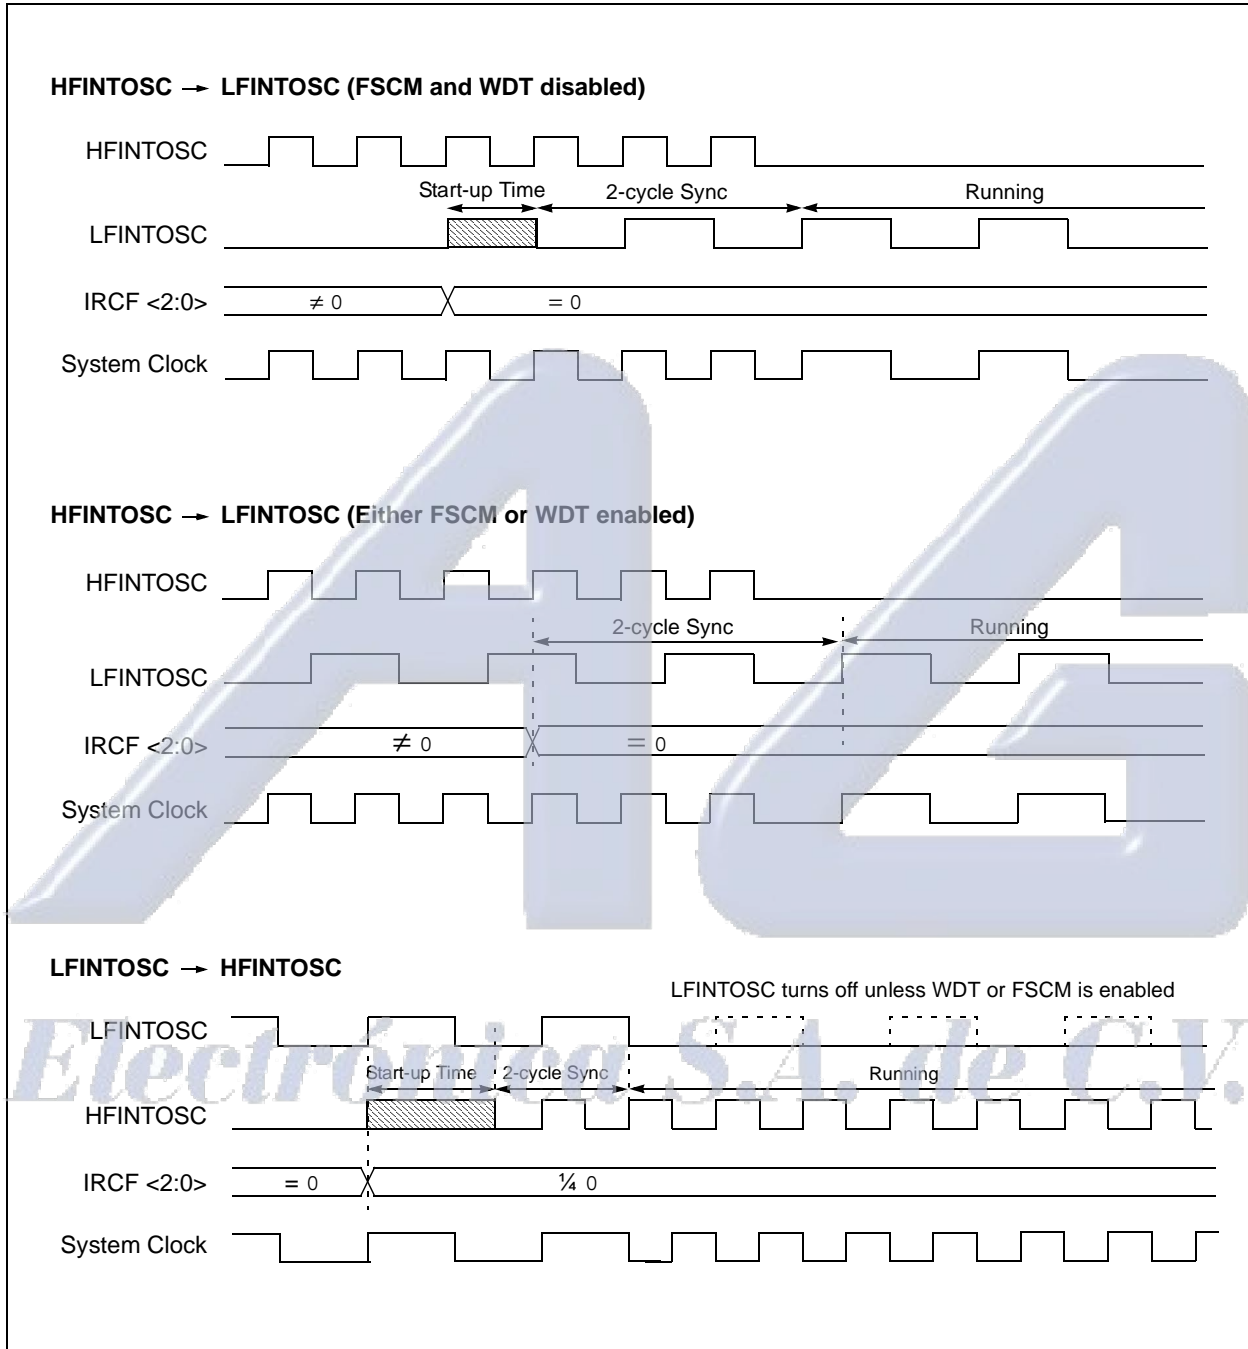 HFINTOSC → LFINTOSC (FSCM and WDT disabled)
HFINTOSC
Start-up Time 2-cycle Sync Running
LFINTOSC
IRCF <2:0> ≠ 0 = 0
System Clock
HFINTOSC → LFINTOSC (Either FSCM or WDT enabled)
HFINTOSC
2-cycle Sync Running
LFINTOSC
IRCF <2:0> ≠ 0 = 0
System Clock
LFINTOSC → HFINTOSC
LFINTOSC turns off unless WDT or FSCM is enabled
LFINTOSC
Start-up Time 2-cycle Sync Running
HFINTOSC
IRCF <2:0> = 0 ¼ 0
System Clock
AG
Electrónica S.A. de C.V.